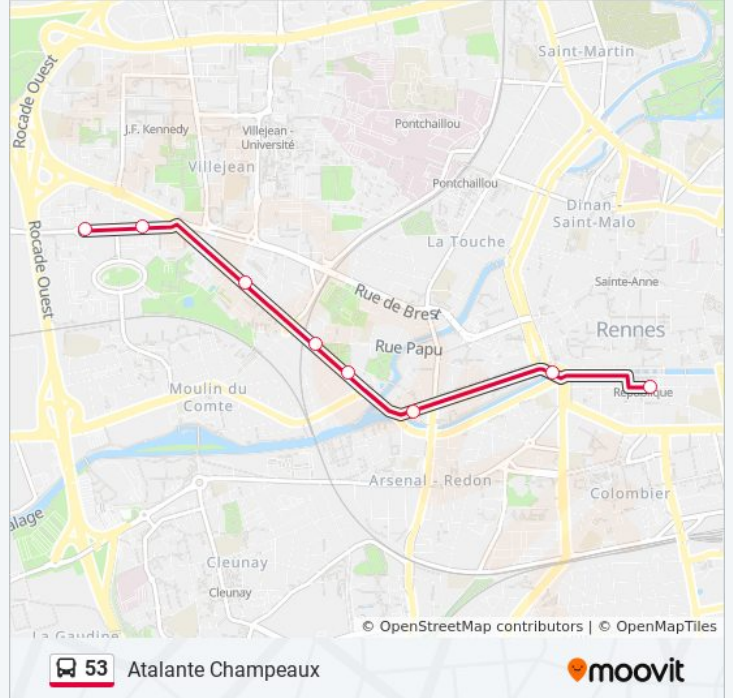 Saint-Martin
Rocade Ouest
J.F. Kennedy
Villejean -
Université
Pontchaillou
Villejean
Pontchaillou
Dinan -
Saint-Malo
La Touche
Rocade Ouest
Sainte-Anne
Rue de Brest
Rennes
Rue Papu
Moulin du
Comte
République
Arsenal - Redon
Colombier
alage
Cleunay
Cleunay
La Gaudine
© OpenStreetMap contributors | © OpenMapTiles
53 Atalante Champeaux
moovit